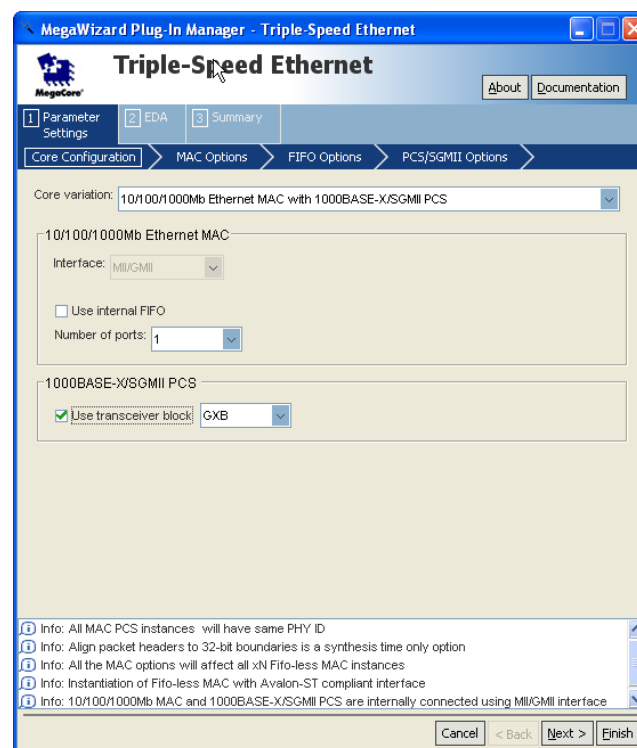 MegaWizard Plug-In Manager - Triple-Speed Ethernet
Triple-Speed Ethernet
MegaCore'
About Documentation
1 Parameter Settings
2 EDA
3 Summary
Core Configuration MAC Options FIFO Options PCS/SGMII Options
Core variation: 10/100/1000Mb Ethernet MAC with 1000BASE-X/SGMII PCS
10/100/1000Mb Ethernet MAC
Interface: MII/GMII
Use internal FIFO
Number of ports: 1
1000BASE-X/SGMII PCS
Use transceiver block GXB
Info: All MAC PCS instances will have same PHY ID
Info: Align packet headers to 32-bit boundaries is a synthesis time only option
Info: All the MAC options will affect all xN Fifo-less MAC instances
Info: Instantiation of Fifo-less MAC with Avalon-ST compliant interface
Info: 10/100/1000Mb MAC and 1000BASE-X/SGMII PCS are internally connected using MII/GMII interface
Cancel < Back Next > Finish